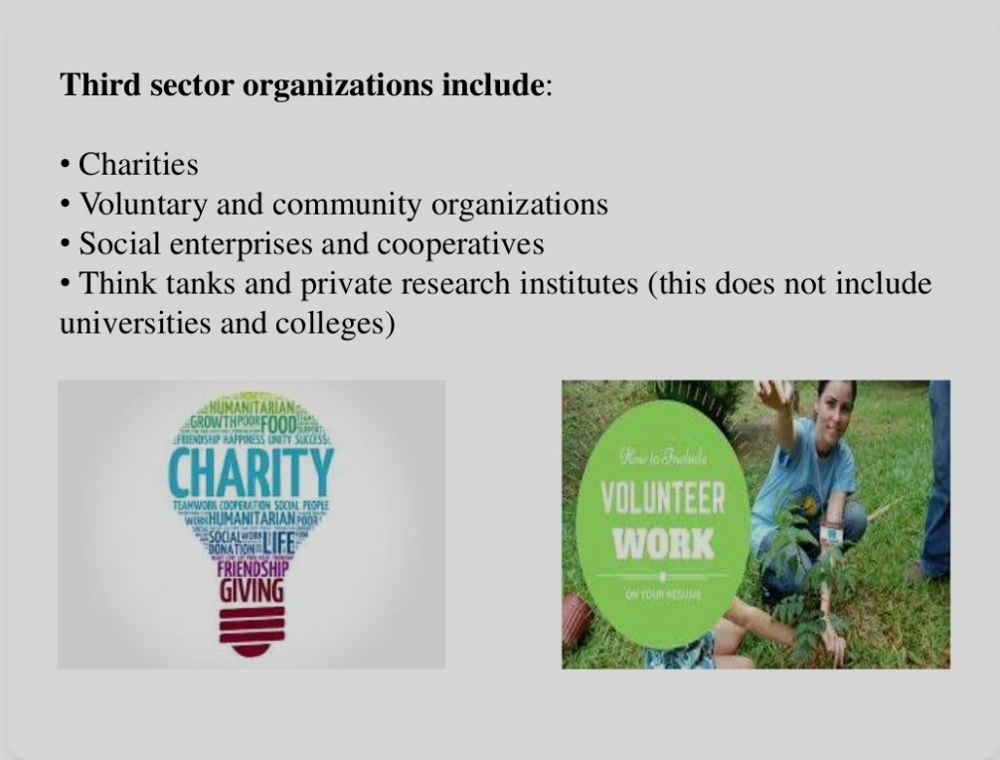 Third sector organizations include:
• Charities
• Voluntary and community organizations
• Social enterprises and cooperatives
• Think tanks and private research institutes (this does not include
universities and colleges)
HUMANITARIAN
GROWTH POOR FOOD
FRIENDSHIP HAPPINESS UNITY SUCCESS
CHARITY
TEAMWORK COOPERATION SOCIAL PEOPLE
WORK HUMANITARIAN POOR
SOCIAL WORK LIFE
DONATION
FRIENDSHIP
GIVING
How to Include
VOLUNTEER
WORK
ON YOUR RESUME